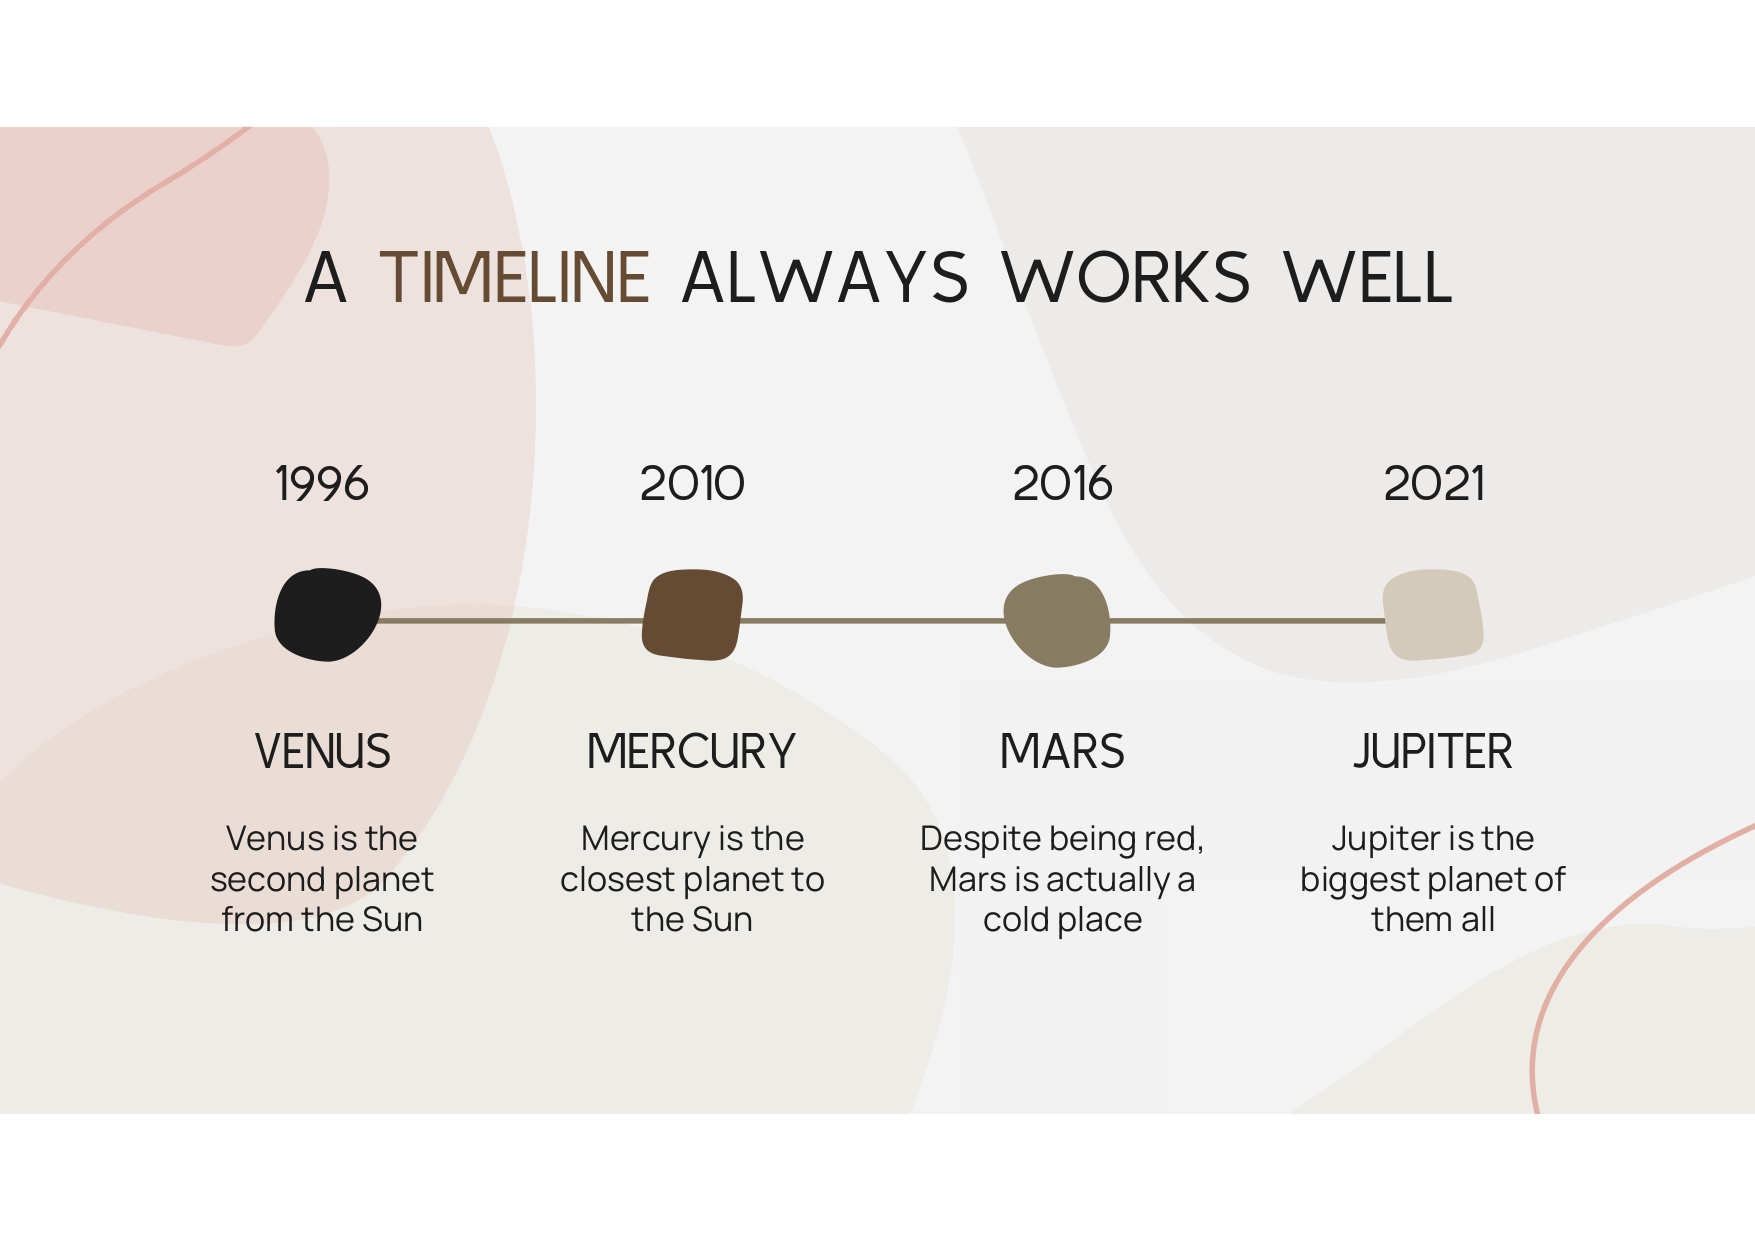 A TIMELINE ALWAYS WORKS WELL
1996
2010
2016
2021
VENUS
MERCURY
MARS
JUPITER
Venus is the
second planet
from the Sun
Mercury is the
closest planet to
the Sun
Despite being red,
Mars is actually a
cold place
Jupiter is the
biggest planet of
them all